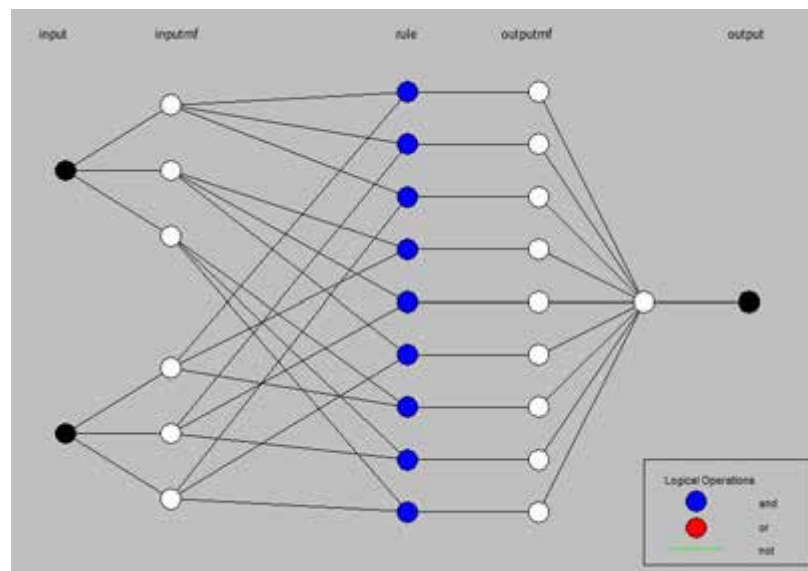 input inputmf rule outputmf output
Logical Operations
and
or
not